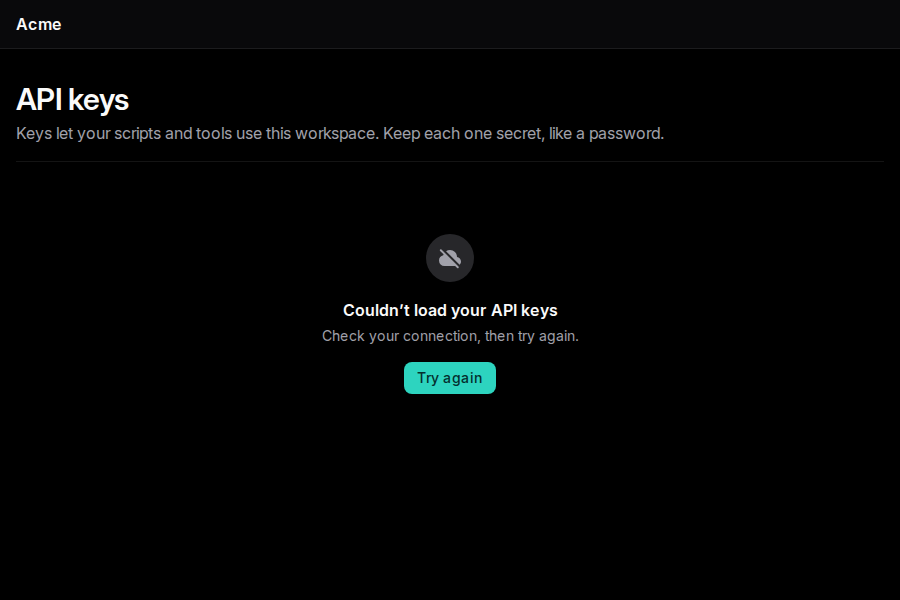 Acme
API keys
Keys let your scripts and tools use this workspace. Keep each one secret, like a password.
Couldn’t load your API keys
Check your connection, then try again.
Try again